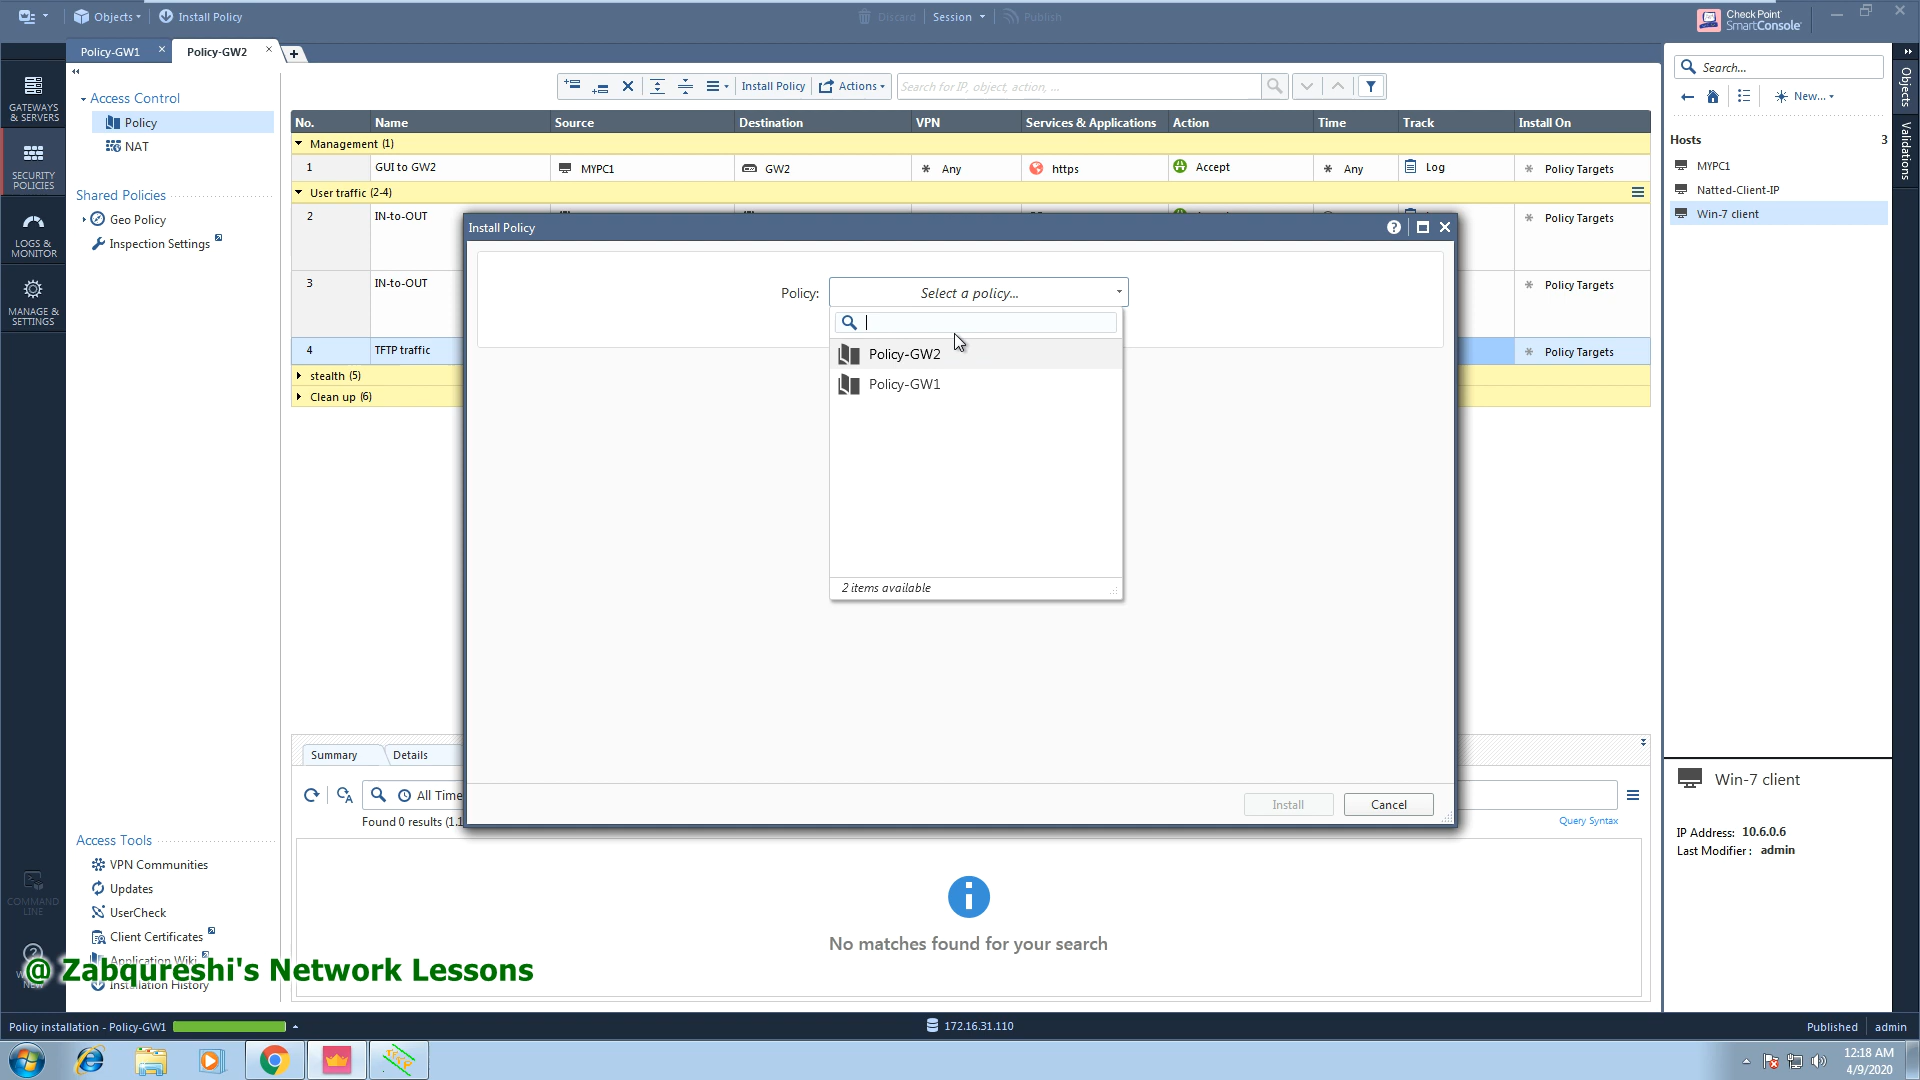 Objects
Install Policy
Discard
Session
Publish
Check Point
SmartConsole
Policy-GW1
Policy-GW2
GATEWAYS
& SERVERS
SECURITY
POLICIES
LOGS &
MONITOR
MANAGE &
SETTINGS
COMMAND
LINE
Access Control
Policy
NAT
Shared Policies
Geo Policy
Inspection Settings
Access Tools
VPN Communities
Updates
UserCheck
Client Certificates
Application Wiki
Installation History
Install Policy
Actions
Search for IP, object, action, ...
No. Name Source Destination VPN Services & Applications Action Time Track Install On
Management (1)
1 GUI to GW2 MYPC1 GW2 Any https Accept Any Log Policy Targets
User traffic (2-4)
2 IN-to-OUT Policy Targets
3 IN-to-OUT Policy Targets
4 TFTP traffic Policy Targets
stealth (5)
Clean up (6)
Install Policy
Policy: Select a policy...
Policy-GW2
Policy-GW1
2 items available
Install Cancel
Summary Details
All Time
Found 0 results (1.1
Query Syntax
No matches found for your search
Search...
New...
Hosts 3
MYPC1
Natted-Client-IP
Win-7 client
Objects
Validations
Win-7 client
IP Address: 10.6.0.6
Last Modifier: admin
@ Zabqureshi's Network Lessons
Policy installation - Policy-GW1
172.16.31.110
Published admin
12:18 AM
4/9/2020